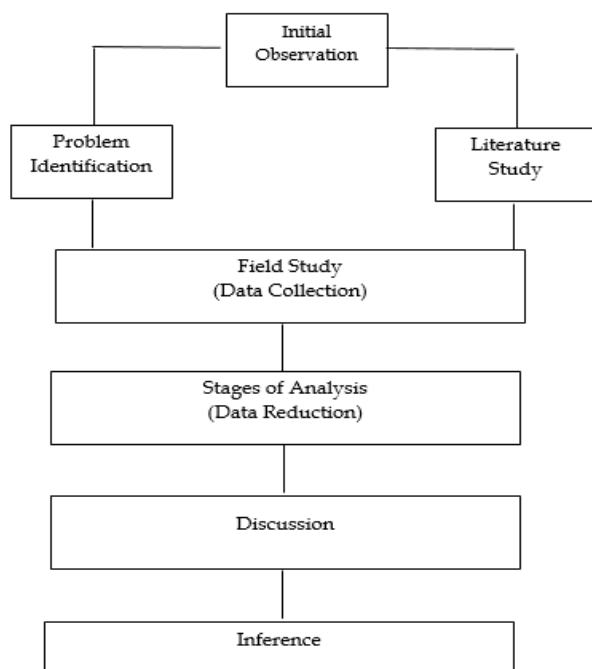 Initial
Observation
Problem
Identification
Literature
Study
Field Study
(Data Collection)
Stages of Analysis
(Data Reduction)
Discussion
Inference